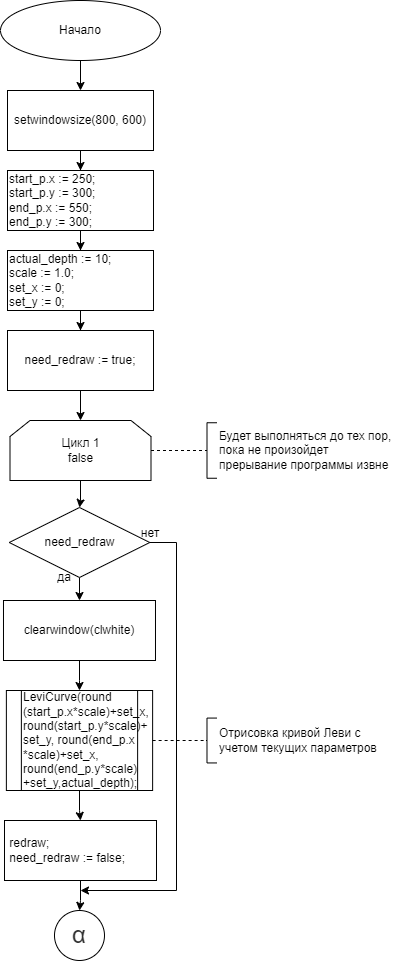 Начало
setwindowsize(800, 600)
start_p.x := 250;
start_p.y := 300;
end_p.x := 550;
end_p.y := 300;
actual_depth := 10;
scale := 1.0;
set_x := 0;
set_y := 0;
need_redraw := true;
Цикл 1
false
Будет выполняться до тех пор,
пока не произойдет
прерывание программы извне
need_redraw
нет
да
clearwindow(clwhite)
LeviCurve(round
(start_p.x*scale)+set_x,
round(start_p.y*scale)+
set_y, round(end_p.x
*scale)+set_x,
round(end_p.y*scale)
+set_y,actual_depth);
Отрисовка кривой Леви с
учетом текущих параметров
redraw;
need_redraw := false;
α